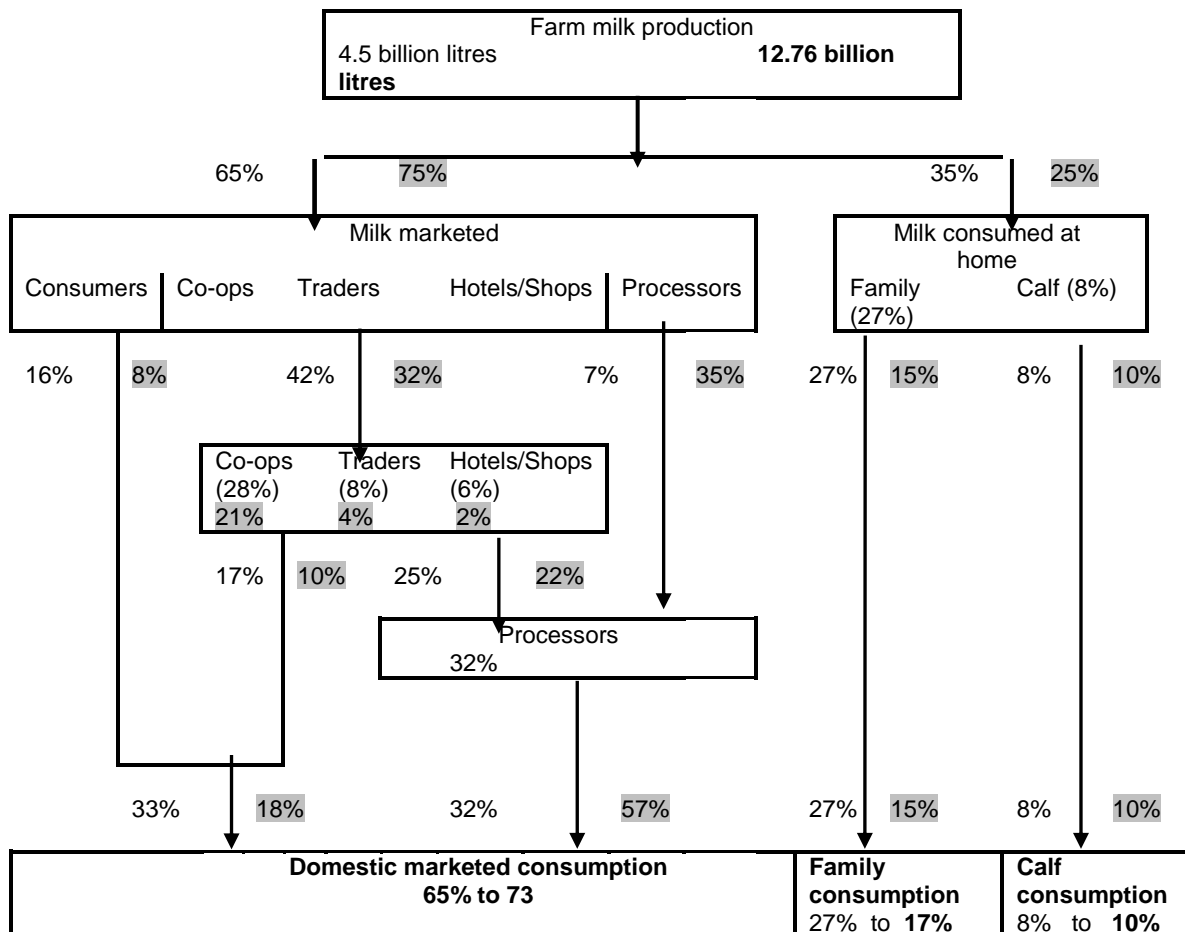 Farm milk production
4.5 billion litres 12.76 billion
litres
65% 75% 35% 25%
Milk marketed
Consumers Co-ops Traders Hotels/Shops Processors
Milk consumed at
home
Family Calf (8%)
(27%)
16% 8% 42% 32% 7% 35% 27% 15% 8% 10%
Co-ops Traders Hotels/Shops
(28%) (8%) (6%)
21% 4% 2%
17% 10% 25% 22%
Processors
32%
33% 18% 32% 57% 27% 15% 8% 10%
Domestic marketed consumption
65% to 73
Family
consumption
27% to 17%
Calf
consumption
8% to 10%